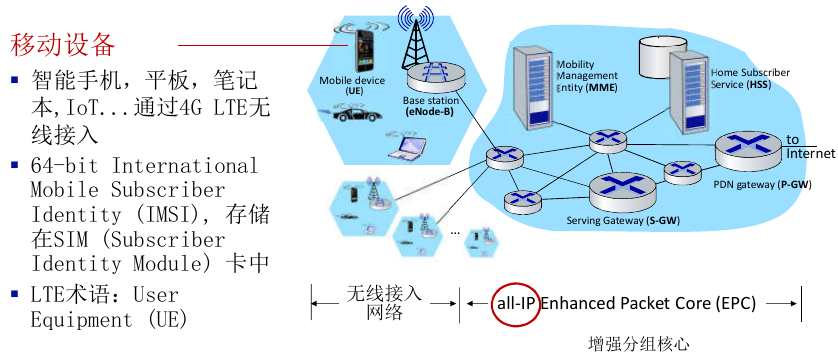 移动设备
▪ 智能手机，平板，笔记
本,IoT...通过4G LTE无
线接入
▪ 64-bit International
Mobile Subscriber
Identity (IMSI), 存储
在SIM (Subscriber
Identity Module) 卡中
▪ LTE术语: User
Equipment (UE)
Mobile device
(UE)
Base station
(eNode-B)
Mobility
Management
Entity (MME)
Home Subscriber
Service (HSS)
to
Internet
PDN gateway (P-GW)
Serving Gateway (S-GW)
...
无线接入
网络
all-IP Enhanced Packet Core (EPC)
增强分组核心